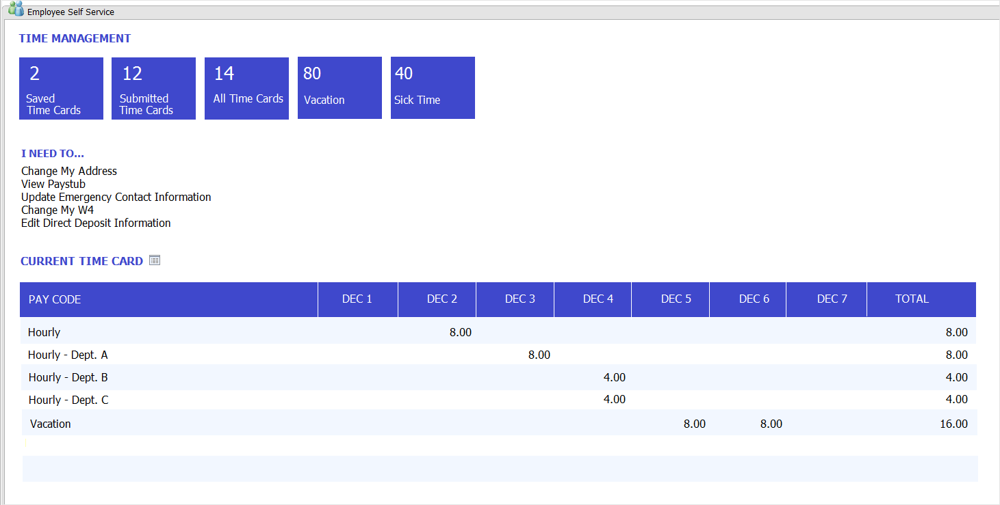 Employee Self Service
TIME MANAGEMENT
2
Saved
Time Cards
12
Submitted
Time Cards
14
All Time Cards
80
Vacation
40
Sick Time
I NEED TO...
Change My Address
View Paystub
Update Emergency Contact Information
Change My W4
Edit Direct Deposit Information
CURRENT TIME CARD
PAY CODE DEC 1 DEC 2 DEC 3 DEC 4 DEC 5 DEC 6 DEC 7 TOTAL
Hourly 8.00 8.00
Hourly - Dept. A 8.00 8.00
Hourly - Dept. B 4.00 4.00
Hourly - Dept. C 4.00 4.00
Vacation 8.00 8.00 16.00